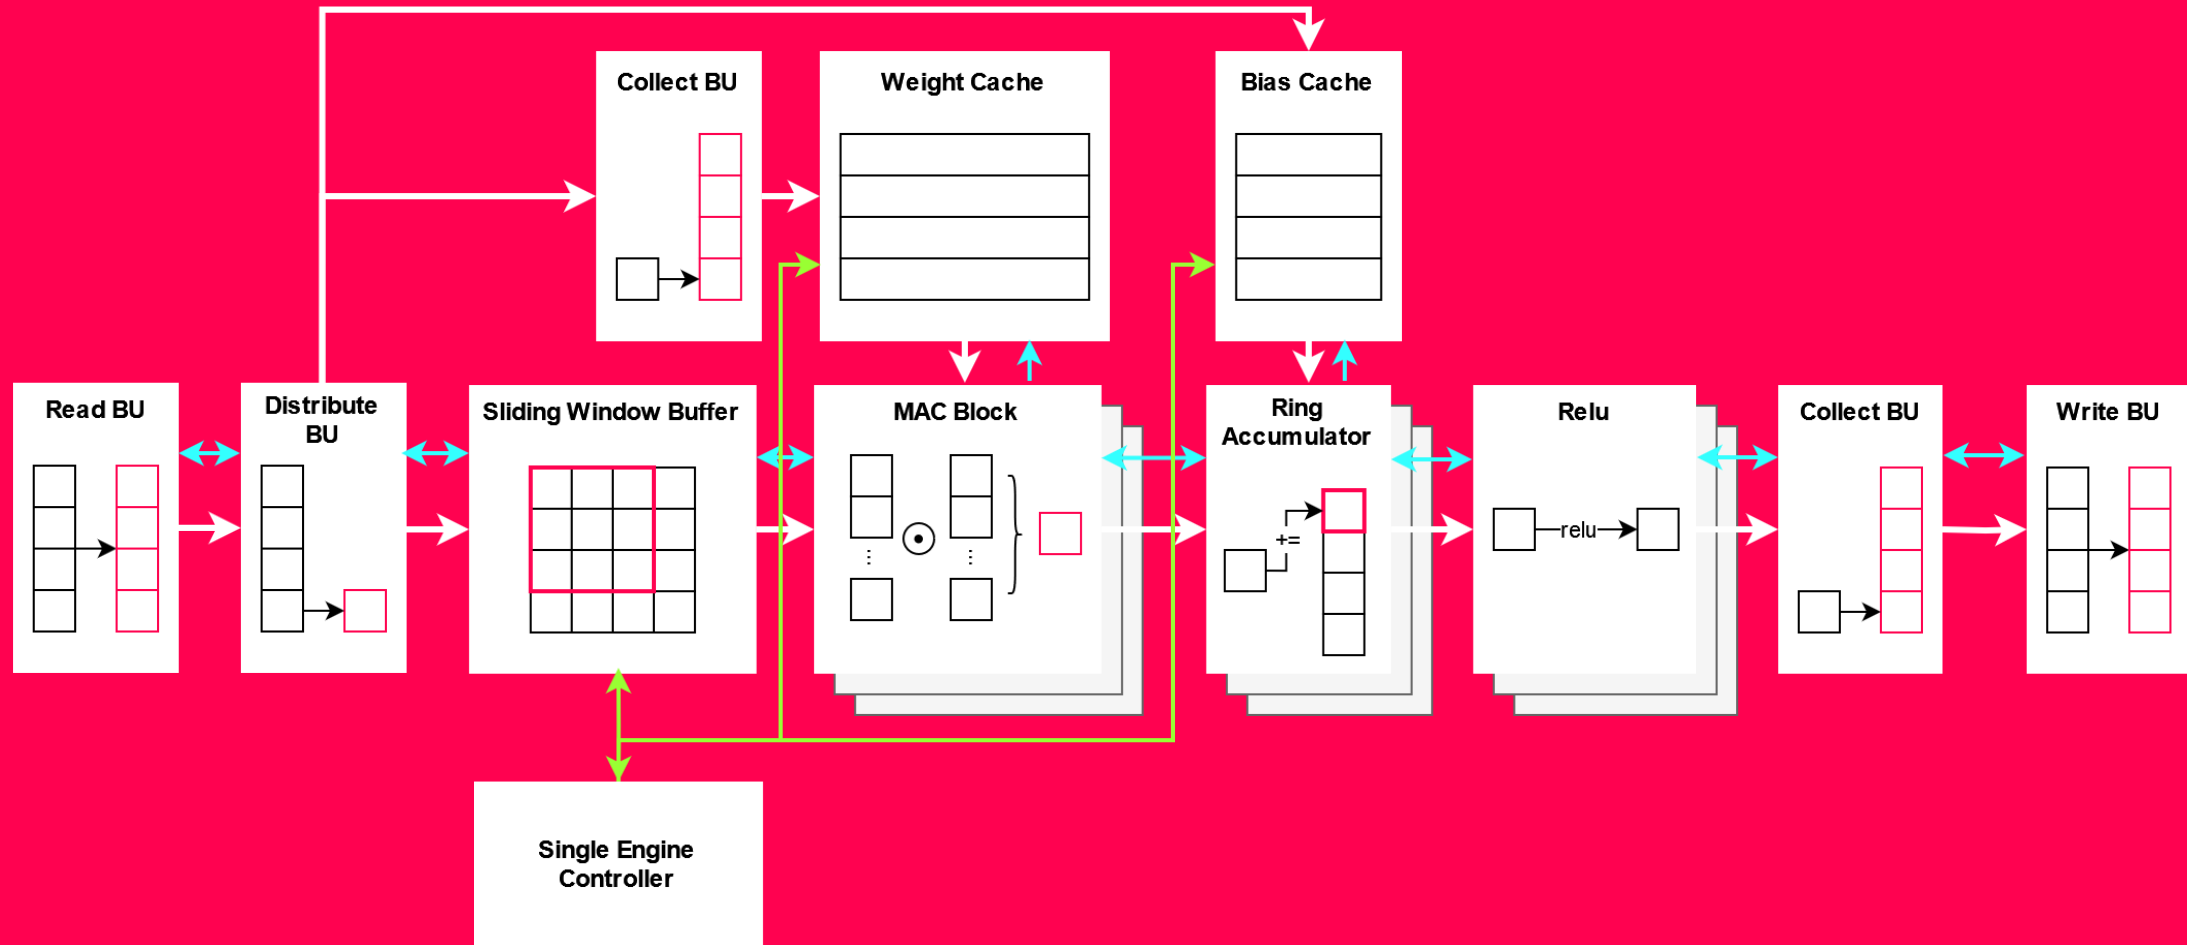 Collect BU
Weight Cache
Bias Cache
Read BU
Distribute
BU
Sliding Window Buffer
MAC Block
Ring
Accumulator
Relu
Collect BU
Write BU
+=
relu
Single Engine
Controller